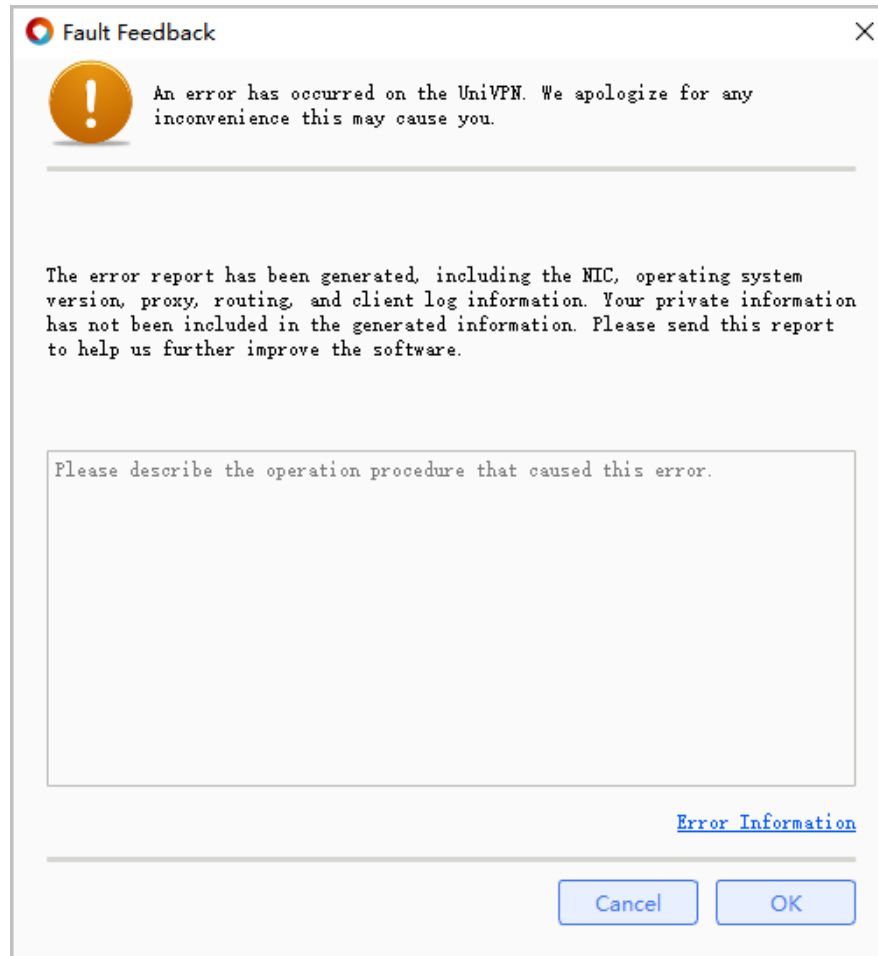 Fault Feedback
An error has occurred on the UniVPN. We apologize for any
inconvenience this may cause you.
The error report has been generated, including the NIC, operating system
version, proxy, routing, and client log information. Your private information
has not been included in the generated information. Please send this report
to help us further improve the software.
Please describe the operation procedure that caused this error.
Error Information
Cancel
OK